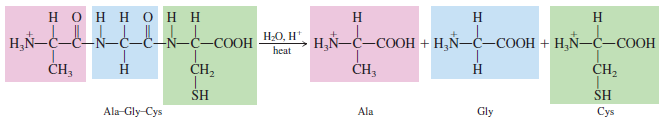 H O H H O H H H H H
H₃N⁺—C—C—N—C—C—N—C—COOH H₂O, H⁺ heat H₃N⁺—C—COOH + H₃N⁺—C—COOH + H₃N⁺—C—COOH
CH₃ H CH₂ CH₃ H CH₂
SH SH
Ala–Gly–Cys Ala Gly Cys